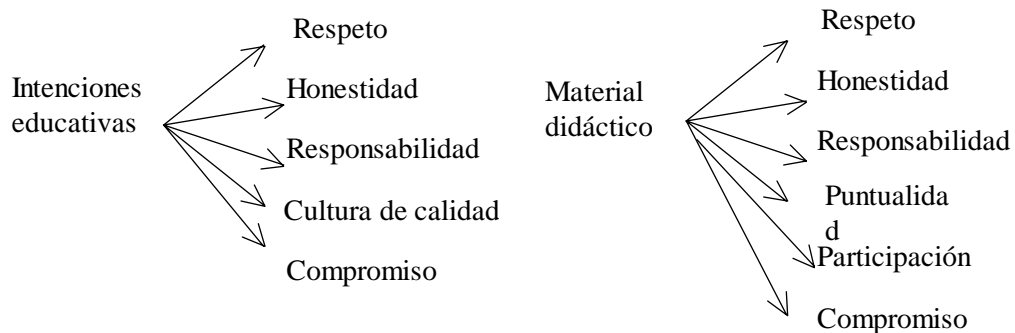 Intenciones
educativas
Respeto
Honestidad
Responsabilidad
Cultura de calidad
Compromiso
Material
didáctico
Respeto
Honestidad
Responsabilidad
Puntualida
d
Participación
Compromiso